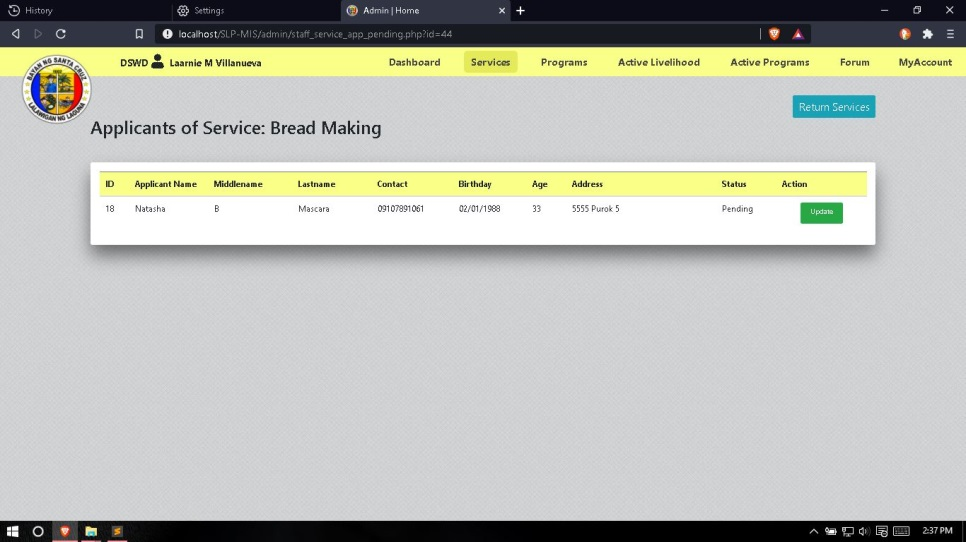 History
Settings
Admin | Home
localhost/SLP-MIS/admin/staff_service_app_pending.php?id=44
BAYAN NG SANTA CRUZ
LALAWIGAN NG LAGUNA
DSWD Laarnie M Villanueva
Dashboard Services Programs Active Livelihood Active Programs Forum MyAccount
Return Services
Applicants of Service: Bread Making
ID Applicant Name Middlename Lastname Contact Birthday Age Address Status Action
18 Natasha B Mascara 09107891061 02/01/1988 33 5555 Purok 5 Pending Update
2:37 PM